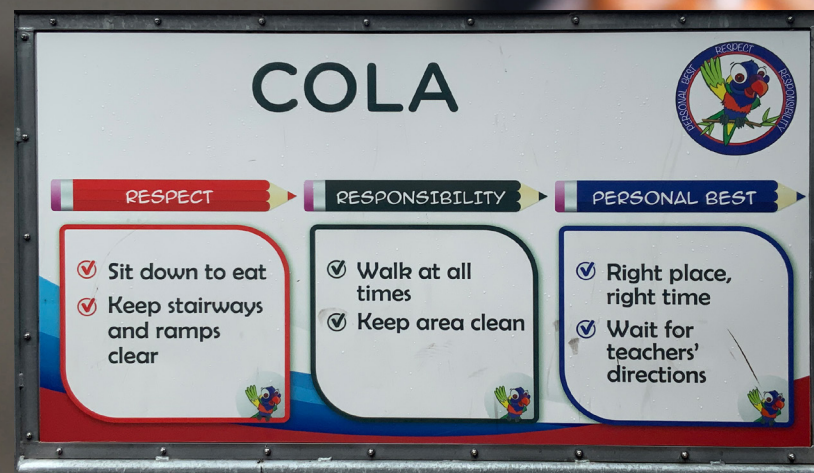 COLA
PERSONAL BEST RESPECT RESPONSIBILITY
RESPECT
Sit down to eat
Keep stairways
and ramps
clear
RESPONSIBILITY
Walk at all
times
Keep area clean
PERSONAL BEST
Right place,
right time
Wait for
teachers'
directions